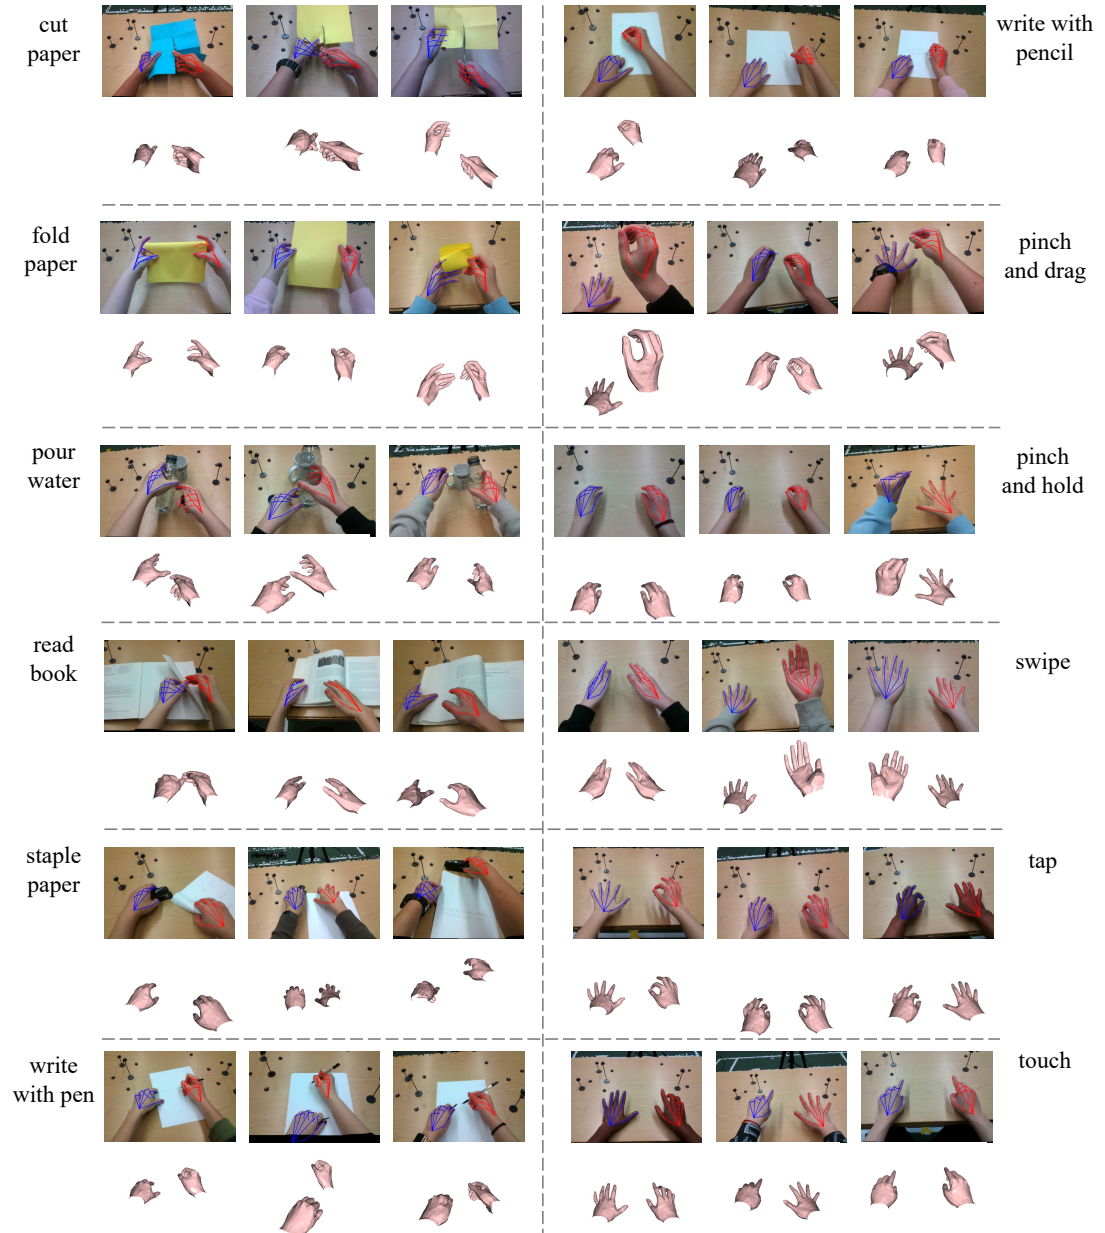 cut
paper
write with
pencil
fold
paper
pinch
and drag
pour
water
pinch
and hold
read
book
swipe
staple
paper
tap
write
with pen
touch